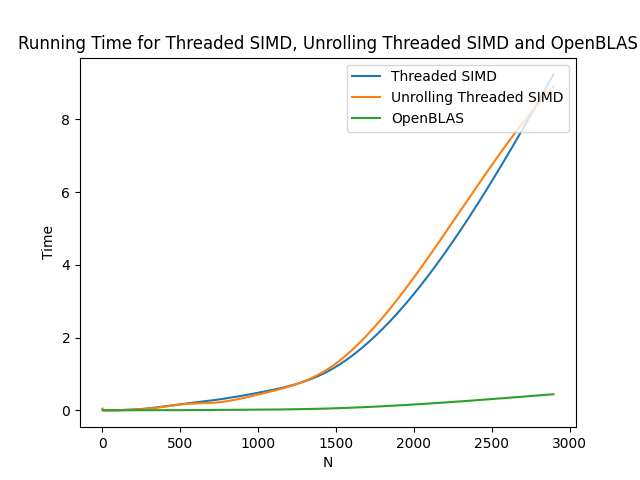 Running Time for Threaded SIMD, Unrolling Threaded SIMD and OpenBLAS
Threaded SIMD
Unrolling Threaded SIMD
OpenBLAS
Time
8
6
4
2
0
0 500 1000 1500 2000 2500 3000
N